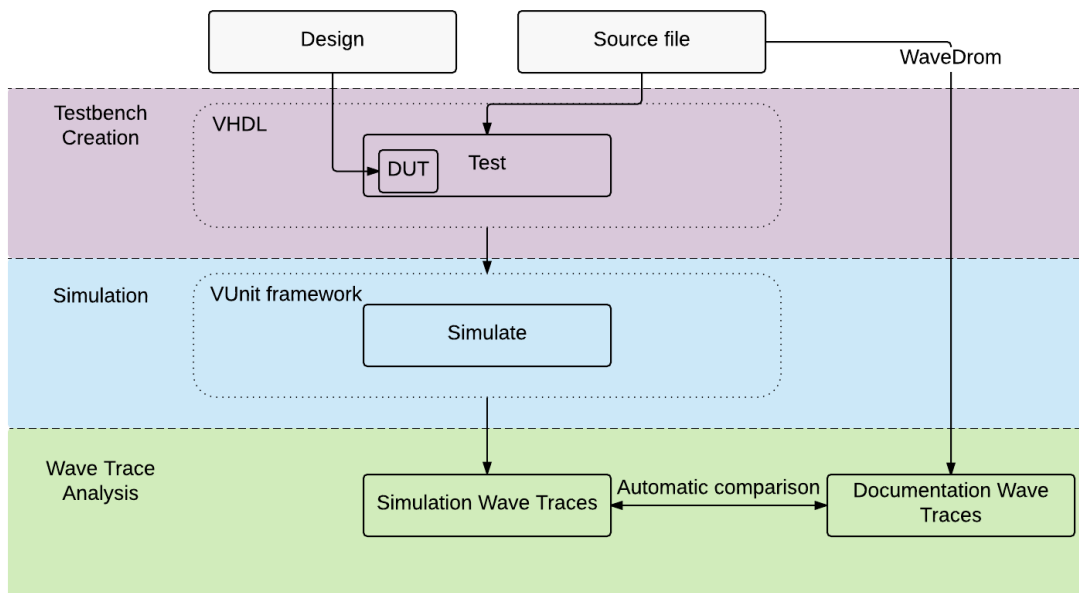 Design
Source file
WaveDrom
Testbench
Creation
VHDL
DUT
Test
Simulation
VUnit framework
Simulate
Wave Trace
Analysis
Simulation Wave Traces
Automatic comparison
Documentation Wave
Traces